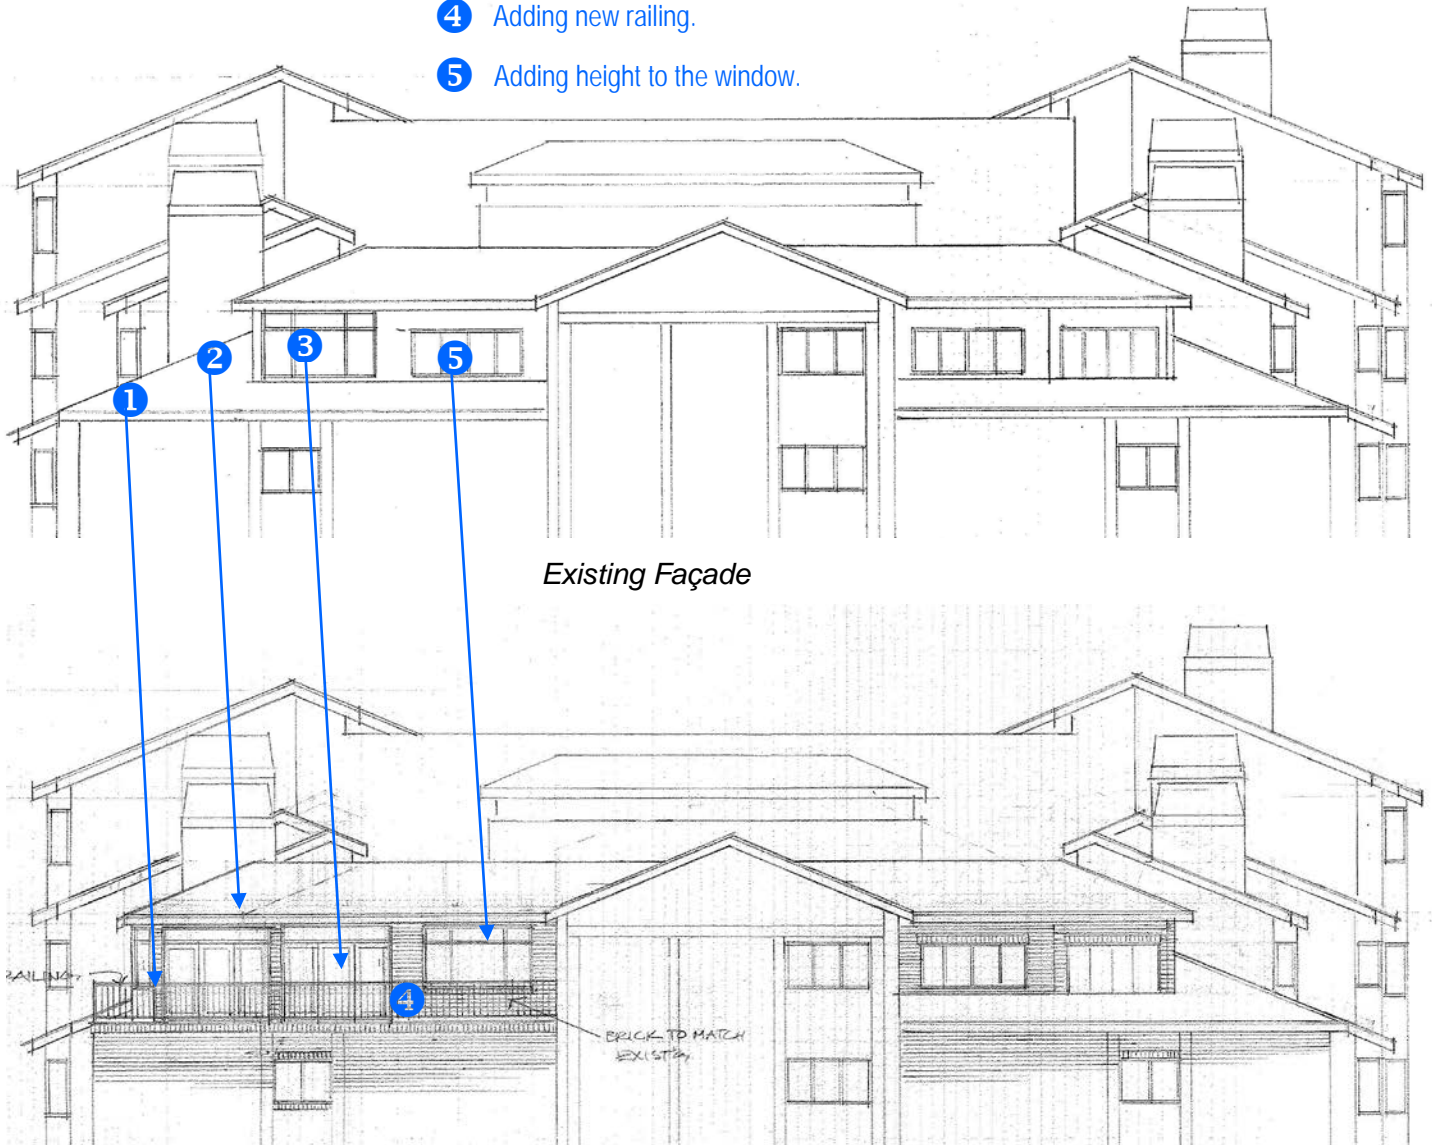 4 Adding new railing.
5 Adding height to the window.
1
2
3
5
Existing Façade
RAILING
4
BRICK TO MATCH
EXIST'G